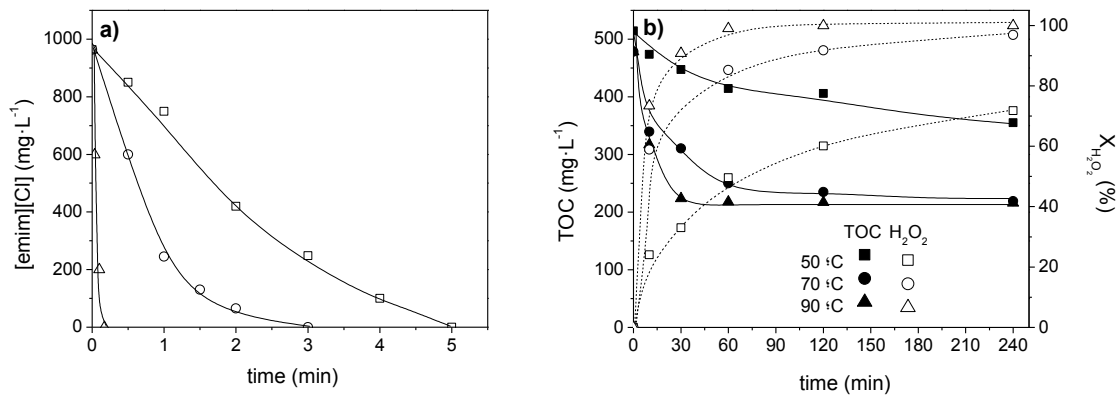 a)
1000
800
600
400
200
0
0 1 2 3 4 5
time (min)
[emim][Cl] (mg·L⁻¹)
b)
500
400
300
200
100
0
0 30 60 90 120 150 180 210 240
time (min)
TOC (mg·L⁻¹)
100
80
60
40
20
0
X_H₂O₂ (%)
TOC H₂O₂
50 ºC
70 ºC
90 ºC